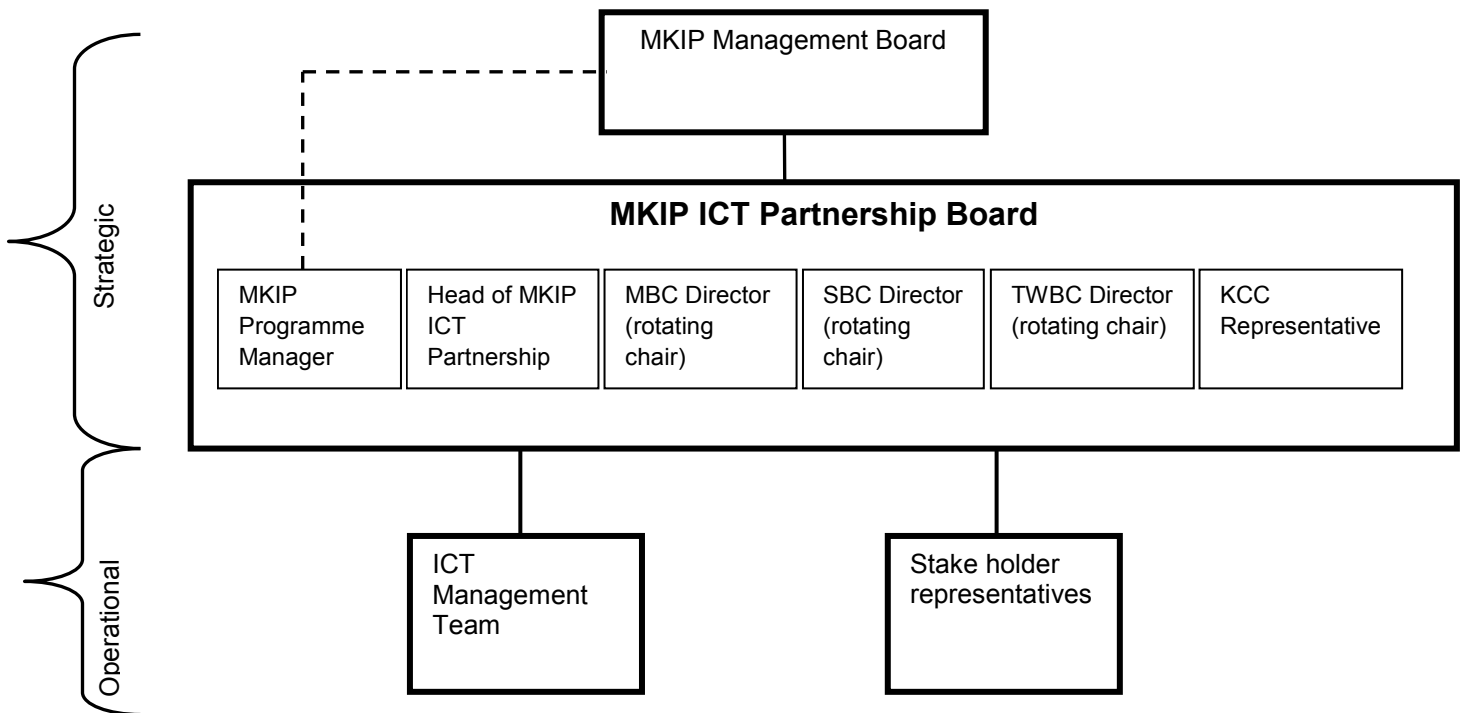 MKIP Management Board
Strategic
MKIP ICT Partnership Board
MKIP
Programme
Manager
Head of MKIP
ICT
Partnership
MBC Director
(rotating
chair)
SBC Director
(rotating
chair)
TWBC Director
(rotating chair)
KCC
Representative
Operational
ICT
Management
Team
Stake holder
representatives